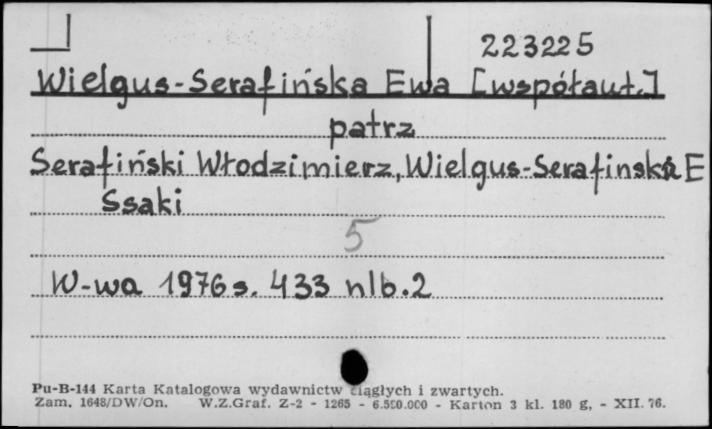 223225
Wielgus-Serafińska Ewa [współaut.]
patrz
Serafiński Włodzimierz, Wielgus-Serafinska E
Ssaki
5
W-wa 1976 s. 433 nlb. 2
Pu-B-144 Karta Katalogowa wydawnictw ciągłych i zwartych.
Zam. 1648/DW/On. W.Z.Graf. Z-2 - 1265 - 6.500.000 - Karton 3 kl. 180 g, - XII. 76.